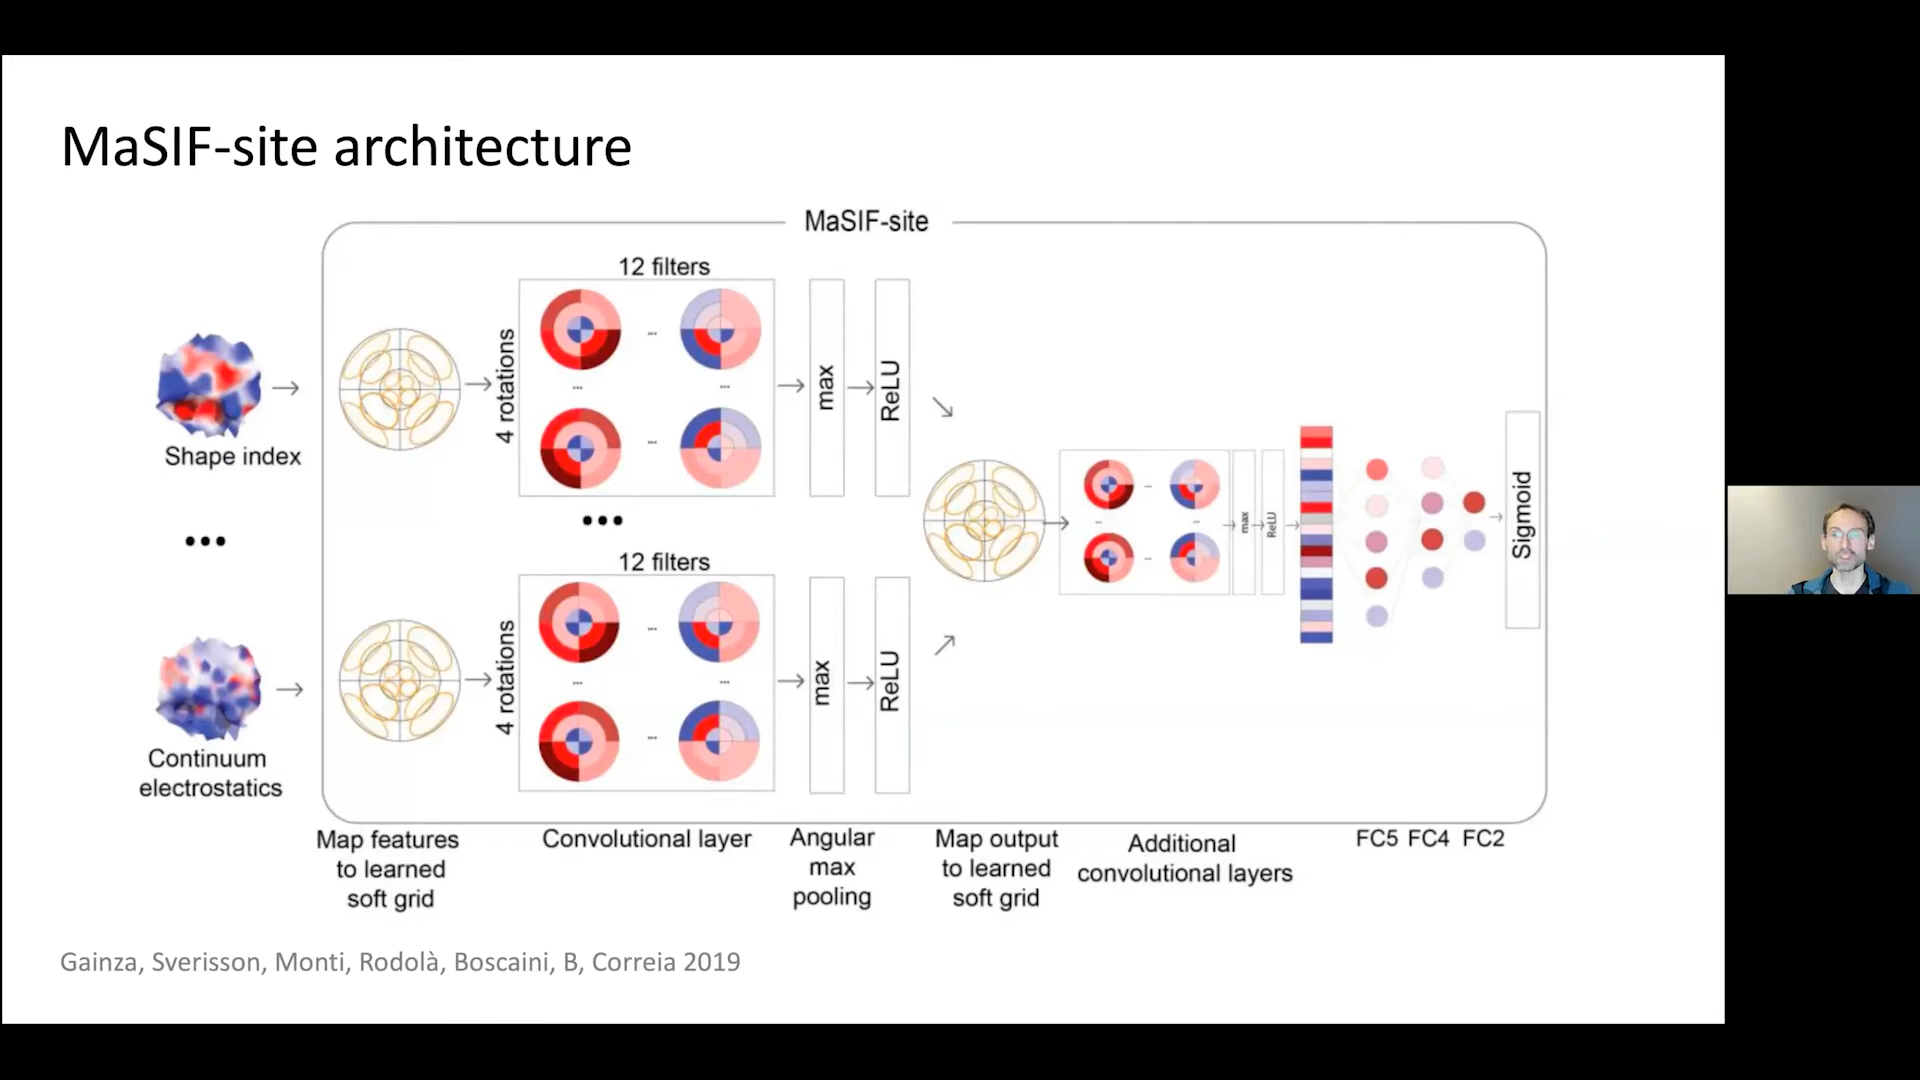 MaSIF-site architecture
MaSIF-site
12 filters
4 rotations
max
ReLU
Shape index
12 filters
4 rotations
max
ReLU
Continuum
electrostatics
max
ReLU
Sigmoid
Map features
to learned
soft grid
Convolutional layer
Angular
max
pooling
Map output
to learned
soft grid
Additional
convolutional layers
FC5 FC4 FC2
Gainza, Sverisson, Monti, Rodolà, Boscaini, B, Correia 2019